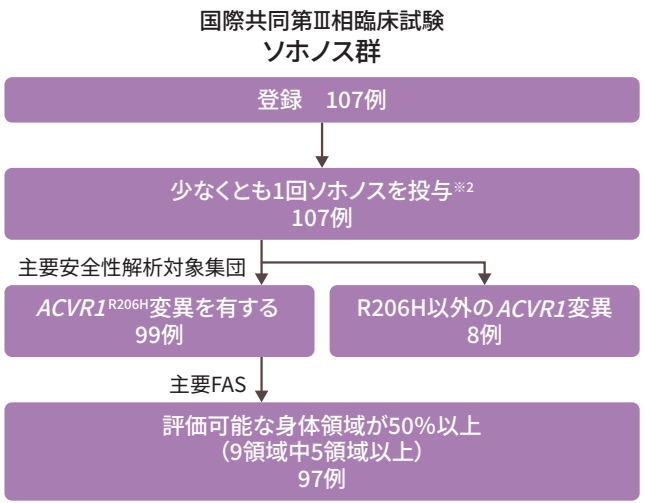 国際共同第Ⅲ相臨床試験
ソホノス群
登録　107例
少なくとも1回ソホノスを投与※2
107例
主要安全性解析対象集団
ACVR1R206H変異を有する
99例
R206H以外のACVR1変異
8例
主要FAS
評価可能な身体領域が50%以上
（9領域中5領域以上）
97例